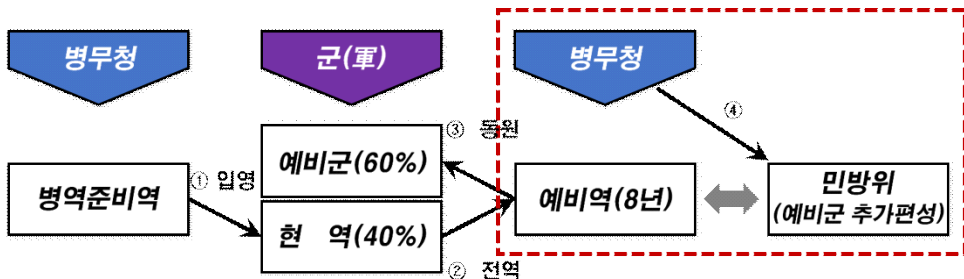 병무청
군(軍)
병무청
④
③ 동원
예비군(60%)
① 입영
병역준비역
예비역(8년)
민방위
(예비군 추가편성)
현 역(40%)
② 전역